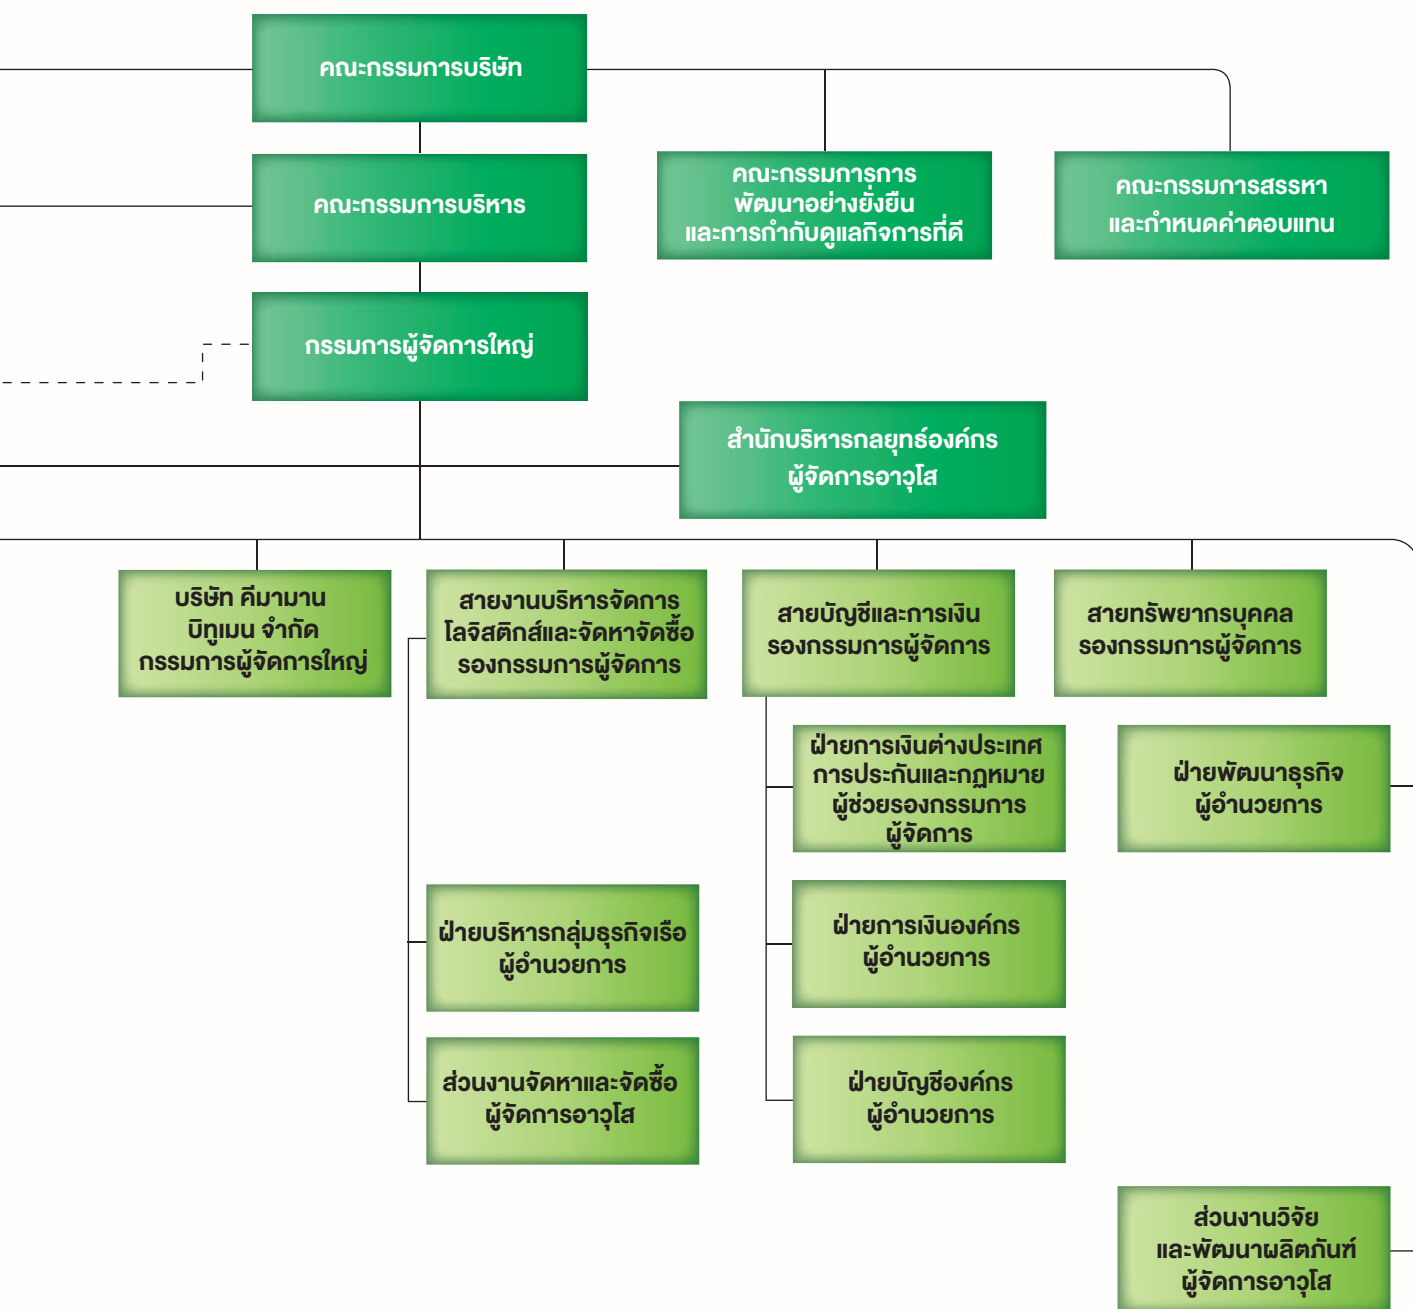 คณะกรรมการบริษัท
คณะกรรมการบริหาร
คณะกรรมการการ
พัฒนาอย่างยั่งยืน
และการกำกับดูแลกิจการที่ดี
คณะกรรมการสรรหา
และกำหนดค่าตอบแทน
กรรมการผู้จัดการใหญ่
สำนักบริหารกลยุทธ์องค์กร
ผู้จัดการอาวุโส
บริษัท คีมามาน
บิทูเมน จำกัด
กรรมการผู้จัดการใหญ่
สายงานบริหารจัดการ
โลจิสติกส์และจัดหาจัดซื้อ
รองกรรมการผู้จัดการ
สายบัญชีและการเงิน
รองกรรมการผู้จัดการ
สายทรัพยากรบุคคล
รองกรรมการผู้จัดการ
ฝ่ายการเงินต่างประเทศ
การประกันและกฎหมาย
ผู้ช่วยรองกรรมการ
ผู้จัดการ
ฝ่ายพัฒนาธุรกิจ
ผู้อำนวยการ
ฝ่ายบริหารกลุ่มธุรกิจเรือ
ผู้อำนวยการ
ฝ่ายการเงินองค์กร
ผู้อำนวยการ
ส่วนงานจัดหาและจัดซื้อ
ผู้จัดการอาวุโส
ฝ่ายบัญชีองค์กร
ผู้อำนวยการ
ส่วนงานวิจัย
และพัฒนาผลิตภันฑ์
ผู้จัดการอาวุโส